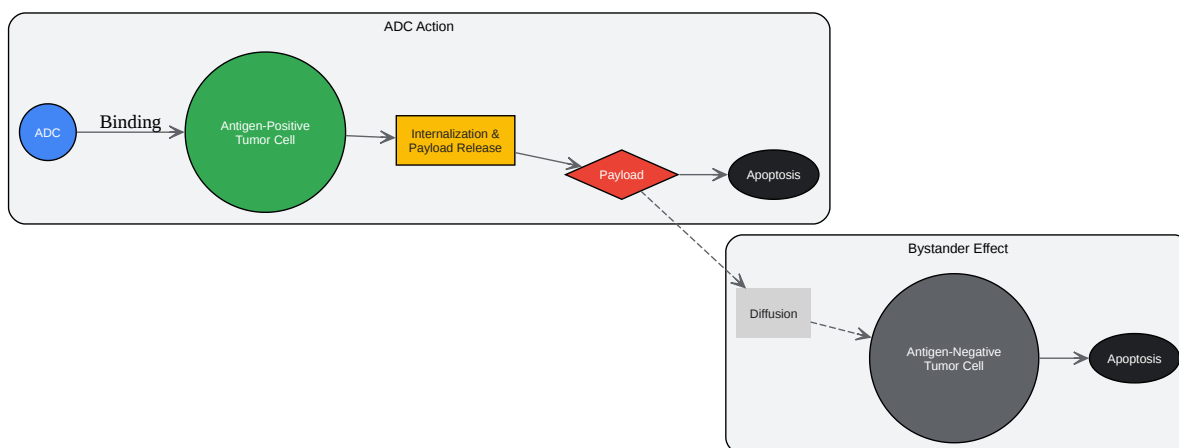 ADC Action
ADC
Binding
Antigen-Positive
Tumor Cell
Internalization &
Payload Release
Payload
Apoptosis
Bystander Effect
Diffusion
Antigen-Negative
Tumor Cell
Apoptosis